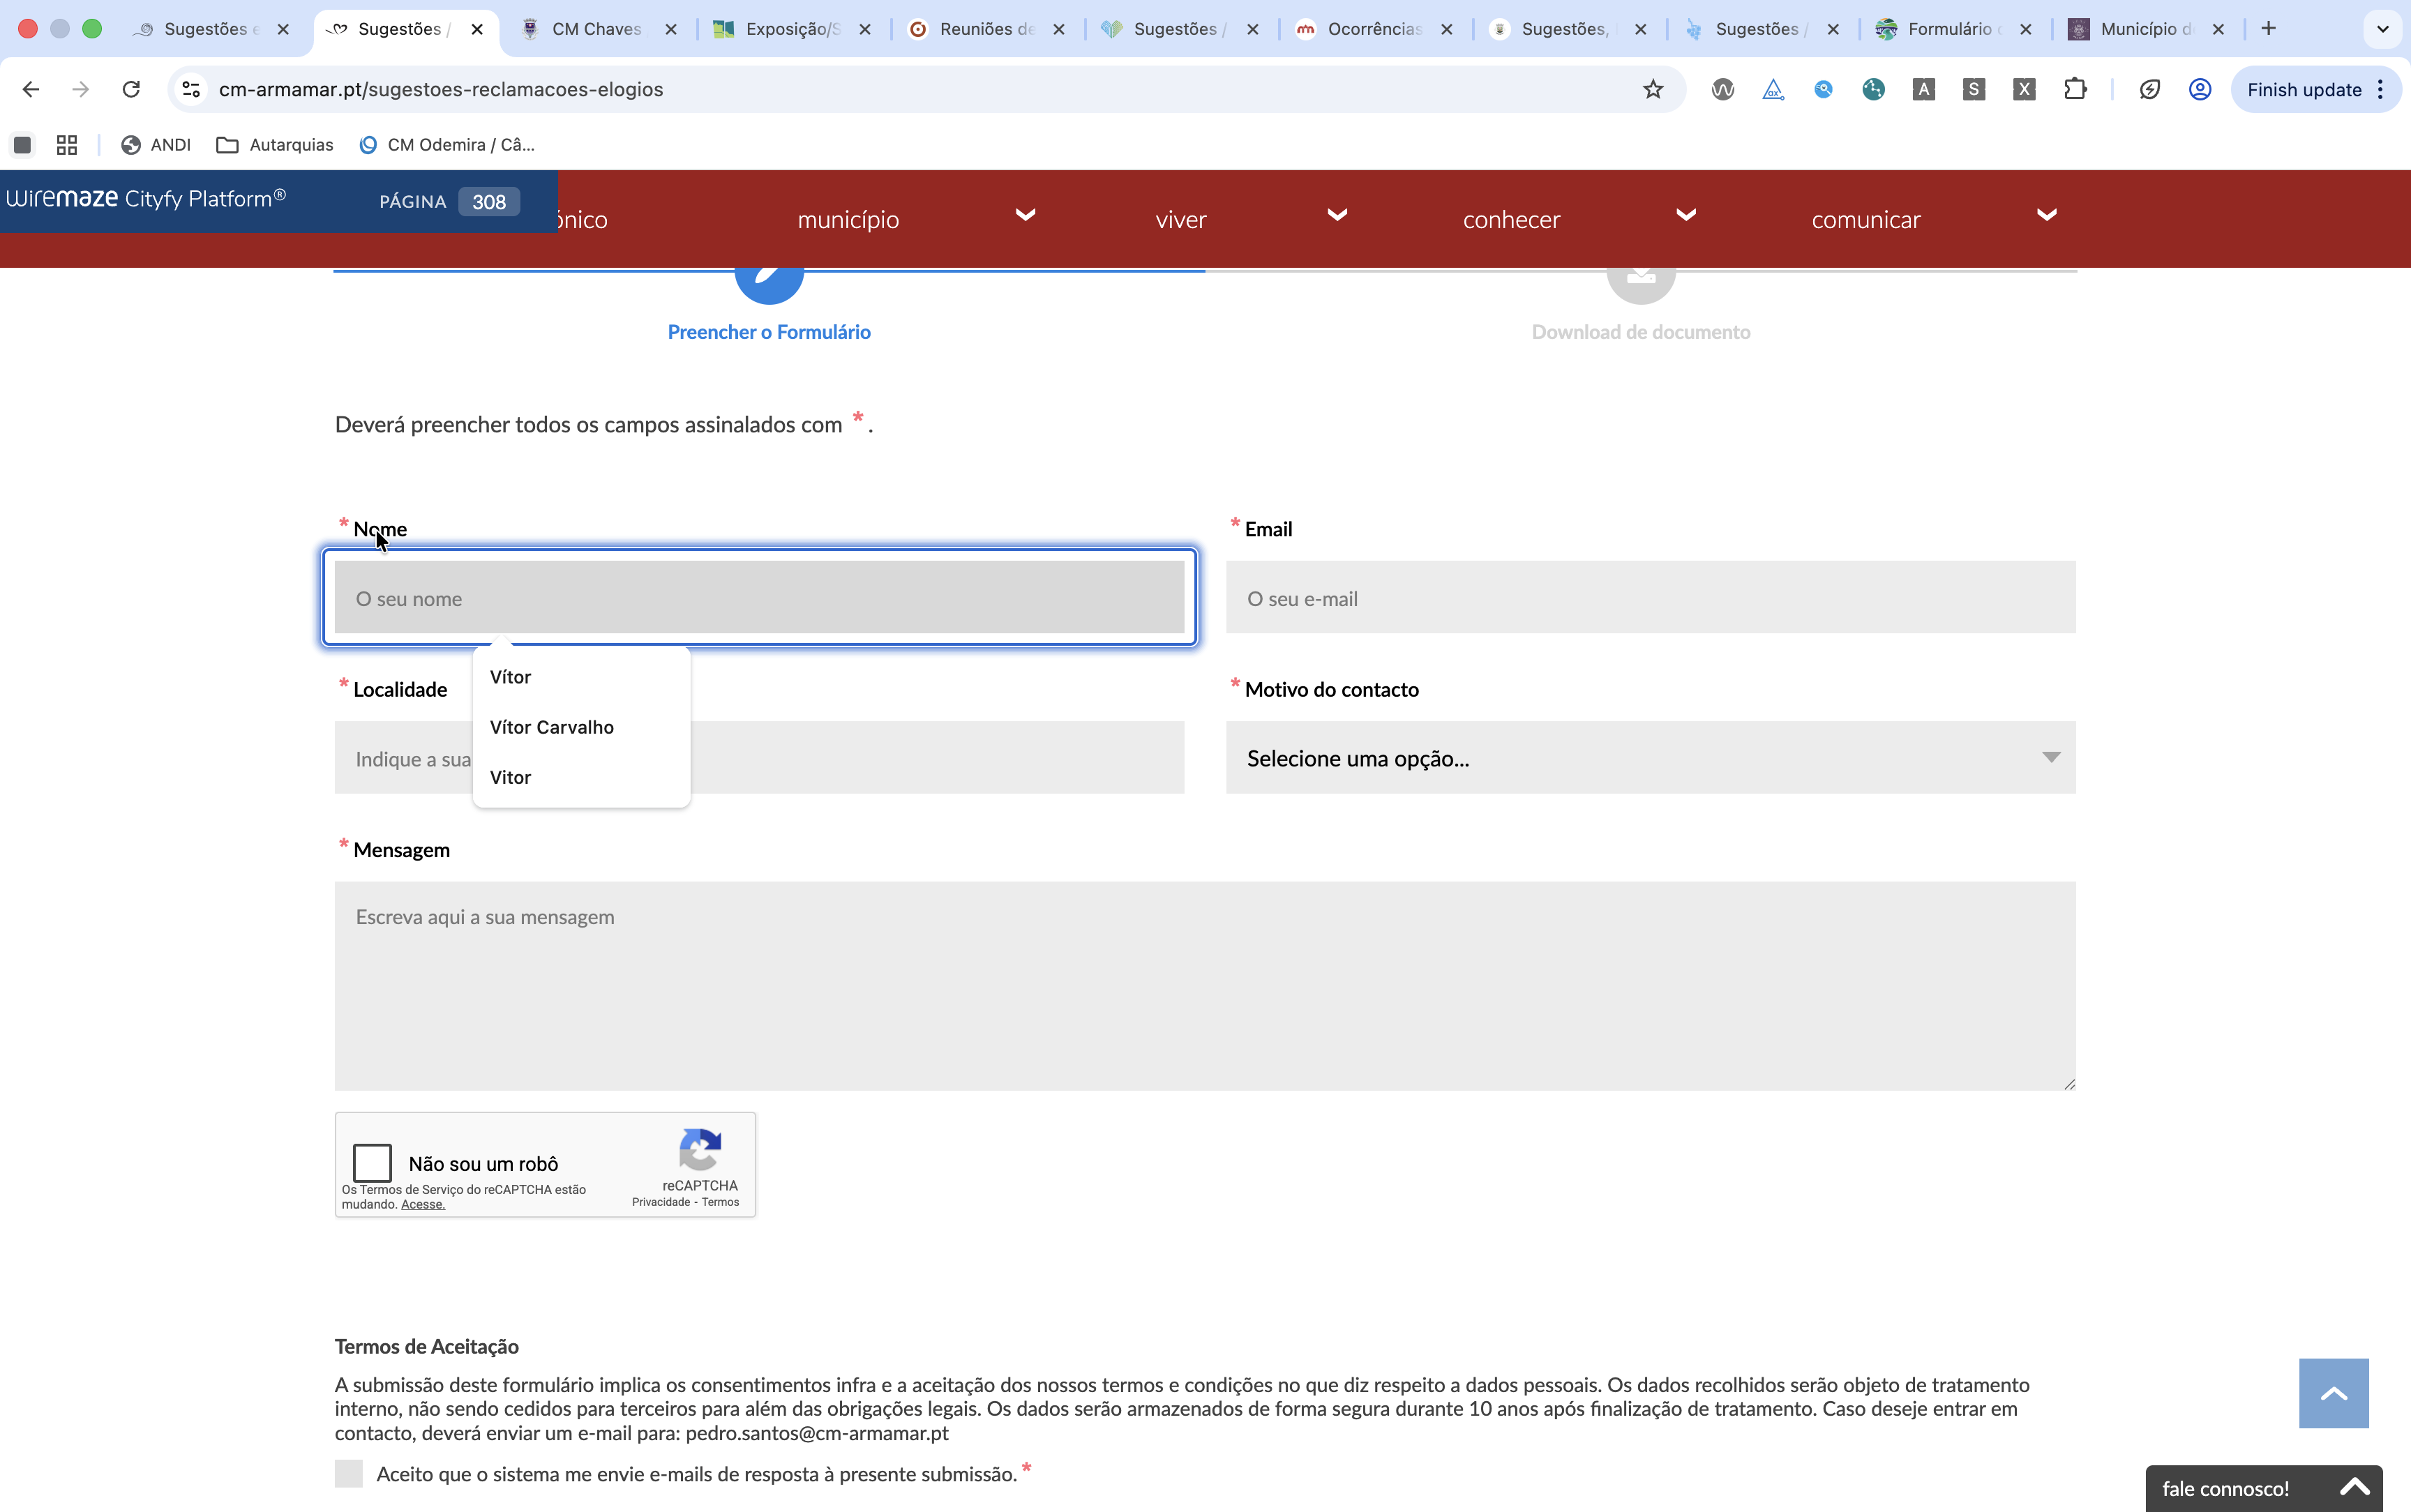 Sugestões e
Sugestões /
CM Chaves
Exposição/S
Reuniões de
Sugestões /
Ocorrências
Sugestões,
Sugestões /
Formulário d
Município d
cm-armamar.pt/sugestoes-reclamacoes-elogios
Finish update
ANDI
Autarquias
CM Odemira / Câ...
wiremaze Cityfy Platform®
PÁGINA 308
ónico
município
viver
conhecer
comunicar
Preencher o Formulário
Download de documento
Deverá preencher todos os campos assinalados com * .
* Nome
* Email
O seu nome
O seu e-mail
Vítor
Vítor Carvalho
Vitor
* Localidade
* Motivo do contacto
Indique a sua
Selecione uma opção...
* Mensagem
Escreva aqui a sua mensagem
Não sou um robô
reCAPTCHA
Os Termos de Serviço do reCAPTCHA estão
mudando. Acesse.
Privacidade - Termos
Termos de Aceitação
A submissão deste formulário implica os consentimentos infra e a aceitação dos nossos termos e condições no que diz respeito a dados pessoais. Os dados recolhidos serão objeto de tratamento
interno, não sendo cedidos para terceiros para além das obrigações legais. Os dados serão armazenados de forma segura durante 10 anos após finalização de tratamento. Caso deseje entrar em
contacto, deverá enviar um e-mail para: pedro.santos@cm-armamar.pt
Aceito que o sistema me envie e-mails de resposta à presente submissão. *
fale connosco!